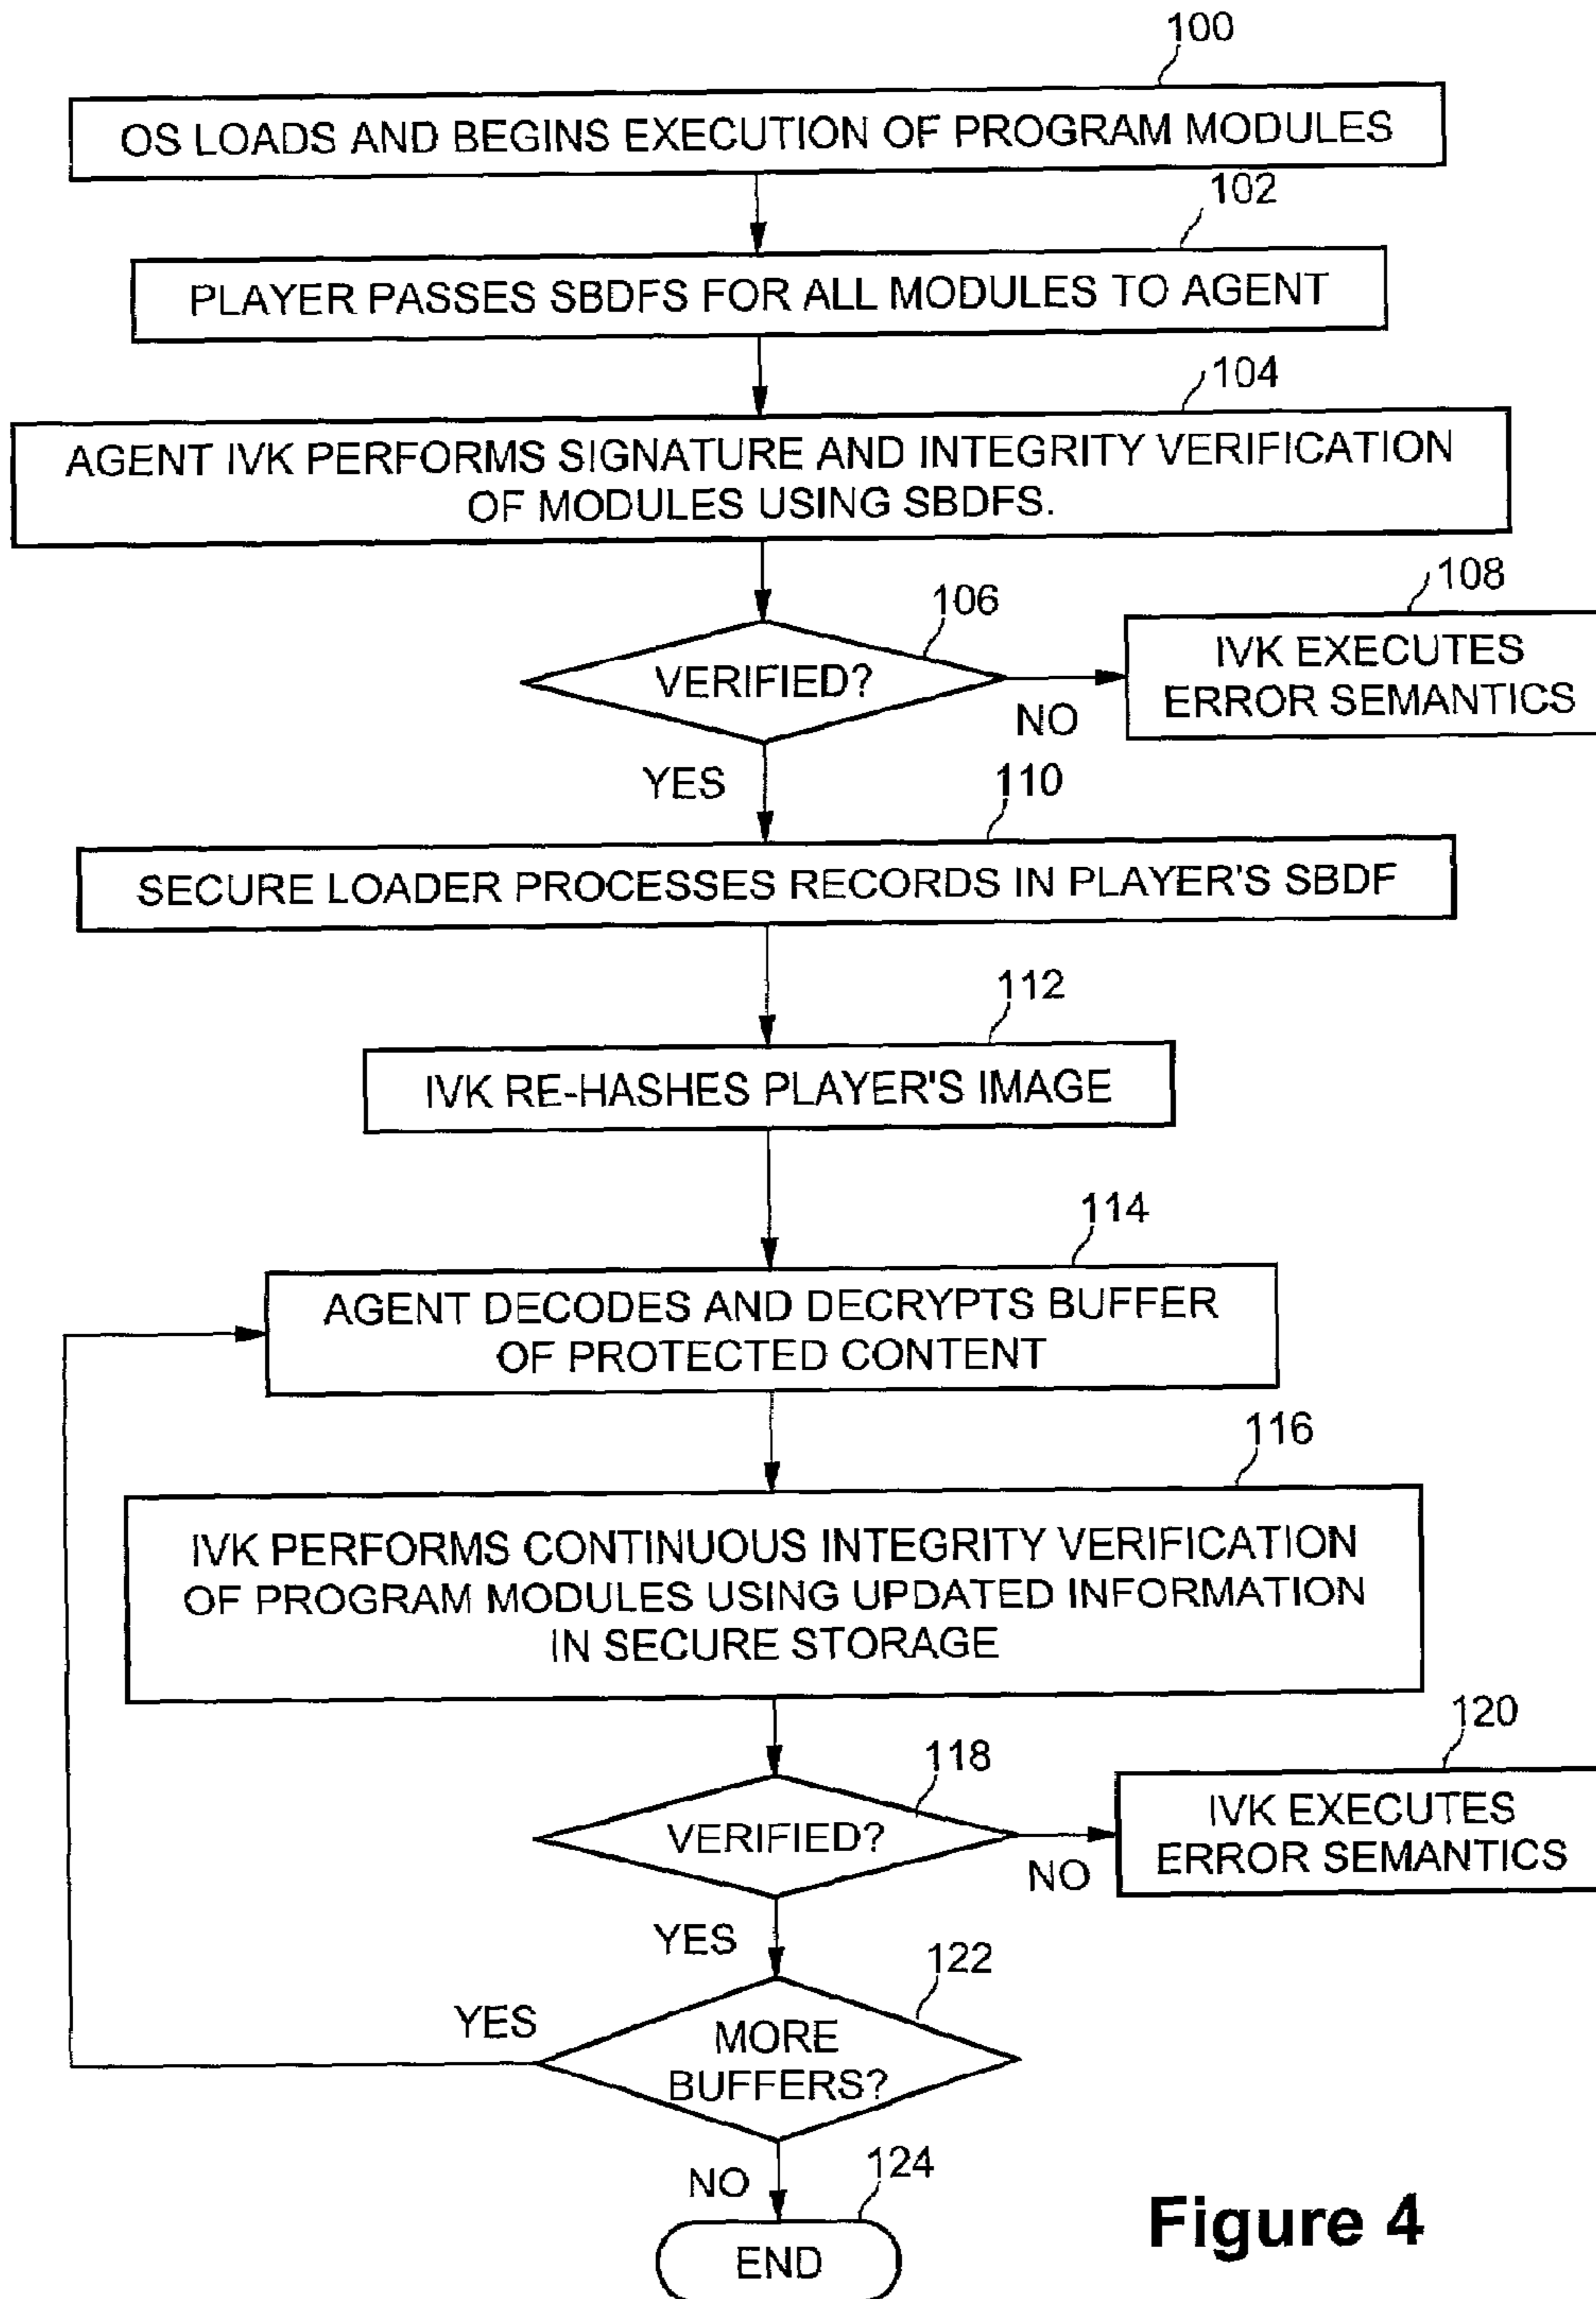 100
OS LOADS AND BEGINS EXECUTION OF PROGRAM MODULES
102
PLAYER PASSES SBDFS FOR ALL MODULES TO AGENT
104
AGENT IVK PERFORMS SIGNATURE AND INTEGRITY VERIFICATION
OF MODULES USING SBDFS.
106
VERIFIED?
NO
108
IVK EXECUTES
ERROR SEMANTICS
YES
110
SECURE LOADER PROCESSES RECORDS IN PLAYER'S SBDF
112
IVK RE-HASHES PLAYER'S IMAGE
114
AGENT DECODES AND DECRYPTS BUFFER
OF PROTECTED CONTENT
116
IVK PERFORMS CONTINUOUS INTEGRITY VERIFICATION
OF PROGRAM MODULES USING UPDATED INFORMATION
IN SECURE STORAGE
118
VERIFIED?
NO
120
IVK EXECUTES
ERROR SEMANTICS
YES
122
YES
MORE
BUFFERS?
NO
124
END
Figure 4